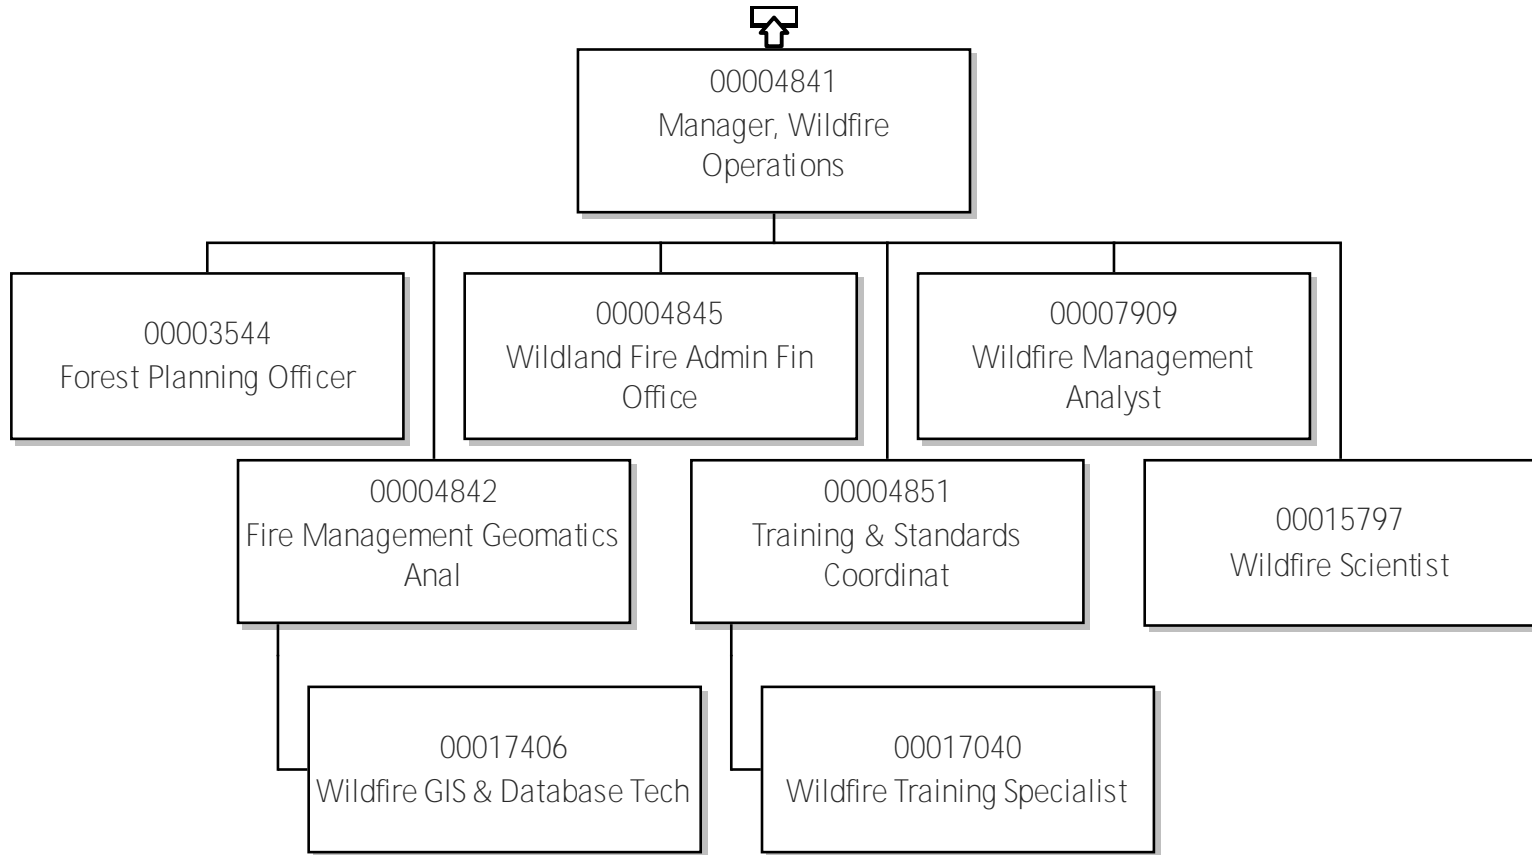 00004841
Manager, Wildfire
Operations
00003544
Forest Planning Officer
00004845
Wildland Fire Admin Fin
Office
00007909
Wildfire Management
Analyst
00004842
Fire Management Geomatics
Anal
00004851
Training & Standards
Coordinat
00015797
Wildfire Scientist
00017406
Wildfire GIS & Database Tech
00017040
Wildfire Training Specialist